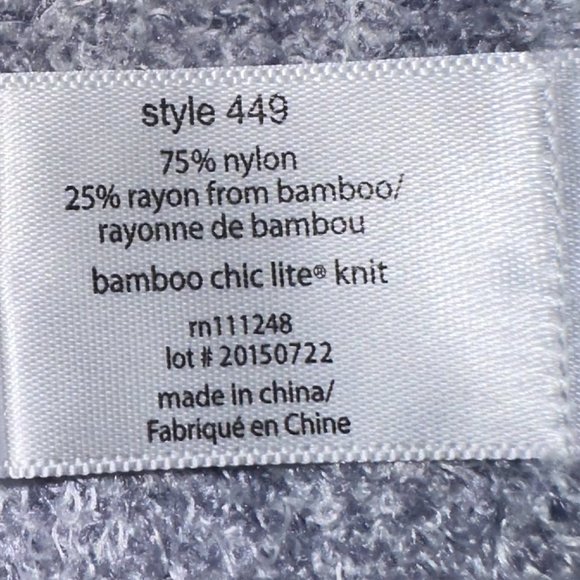 style 449
75% nylon
25% rayon from bamboo/
rayonne de bambou
bamboo chic lite® knit
rn111248
lot # 20150722
made in china/
Fabriqué en Chine